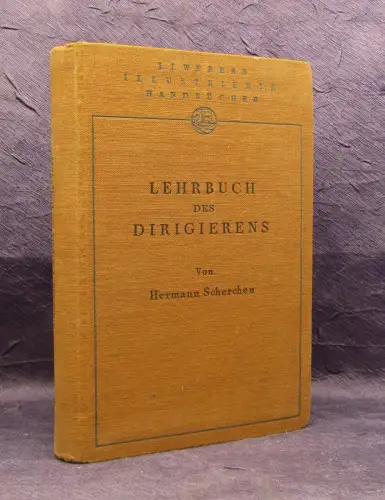 J. J. WEBERS
ILLUSTRIERTE
HANDBÜCHER
LEHRBUCH
DES
DIRIGIERENS
Von
Hermann Scherchen